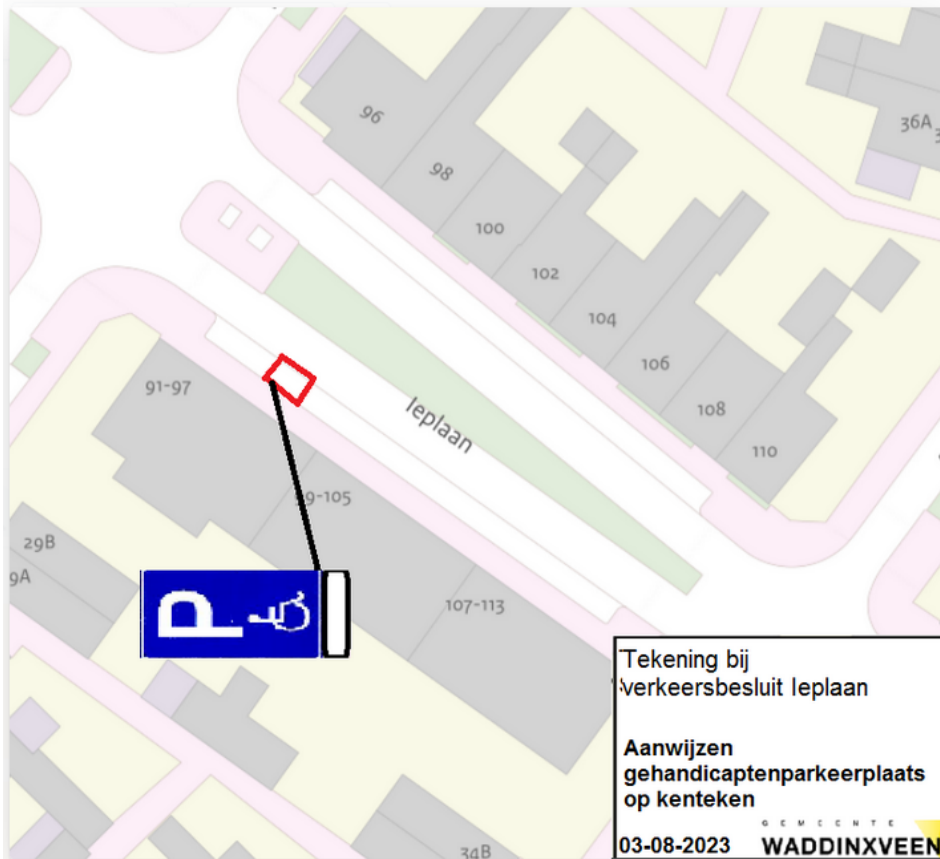 96
98
36A
100
102
104
106
108
110
91-97
Ieplaan
9-105
29B
9A
107-113
P
34B
Tekening bij
verkeersbesluit Ieplaan
Aanwijzen
gehandicaptenparkeerplaats
op kenteken
03-08-2023
GEMEENTE
WADDINXVEEN